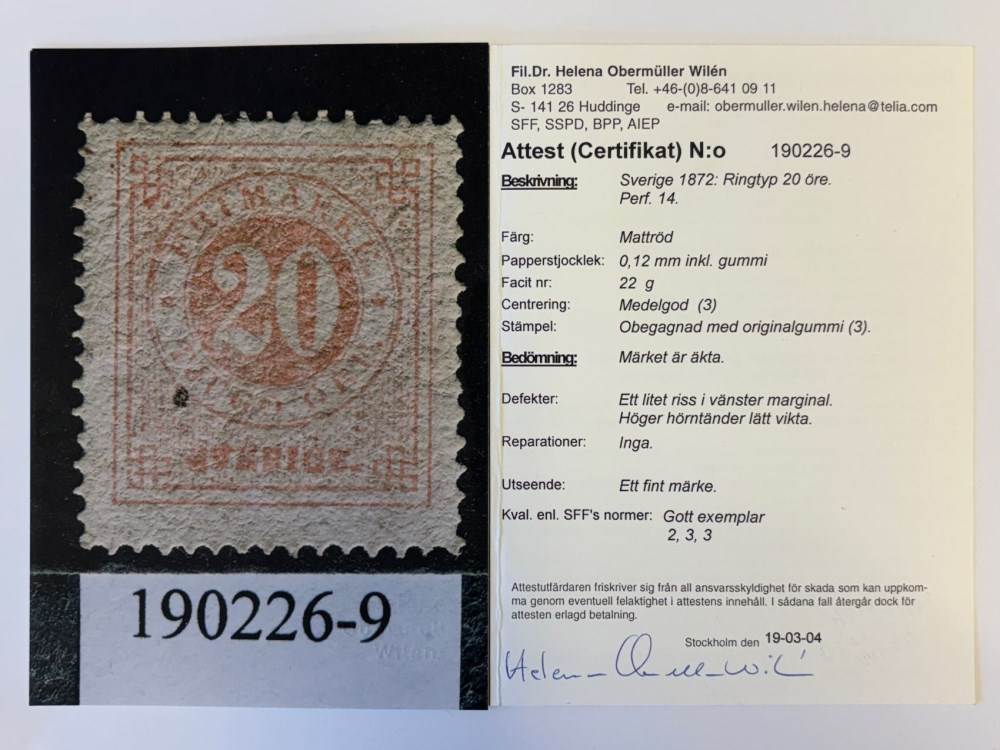 FRIMÄRKE
20
SVERIGE.
190226-9
Wilén
Fil.Dr. Helena Obermüller Wilén
Box 1283 Tel. +46-(0)8-641 09 11
S- 141 26 Huddinge e-mail: obermuller.wilen.helena@telia.com
SFF, SSPD, BPP, AIEP
Attest (Certifikat) N:o 190226-9
Beskrivning: Sverige 1872: Ringtyp 20 öre.
Perf. 14.
Färg: Mattröd
Papperstjocklek: 0,12 mm inkl. gummi
Facit nr: 22 g
Centrering: Medelgod (3)
Stämpel: Obegagnad med originalgummi (3).
Bedömning: Märket är äkta.
Defekter: Ett litet riss i vänster marginal.
Höger hörntänder lätt vikta.
Reparationer: Inga.
Utseende: Ett fint märke.
Kval. enl. SFF's normer: Gott exemplar
2, 3, 3
Attestutfärdaren friskriver sig från all ansvarsskyldighet för skada som kan uppkom-
ma genom eventuell felaktighet i attestens innehåll. I sådana fall återgår dock för
attesten erlagd betalning.
Stockholm den 19-03-04